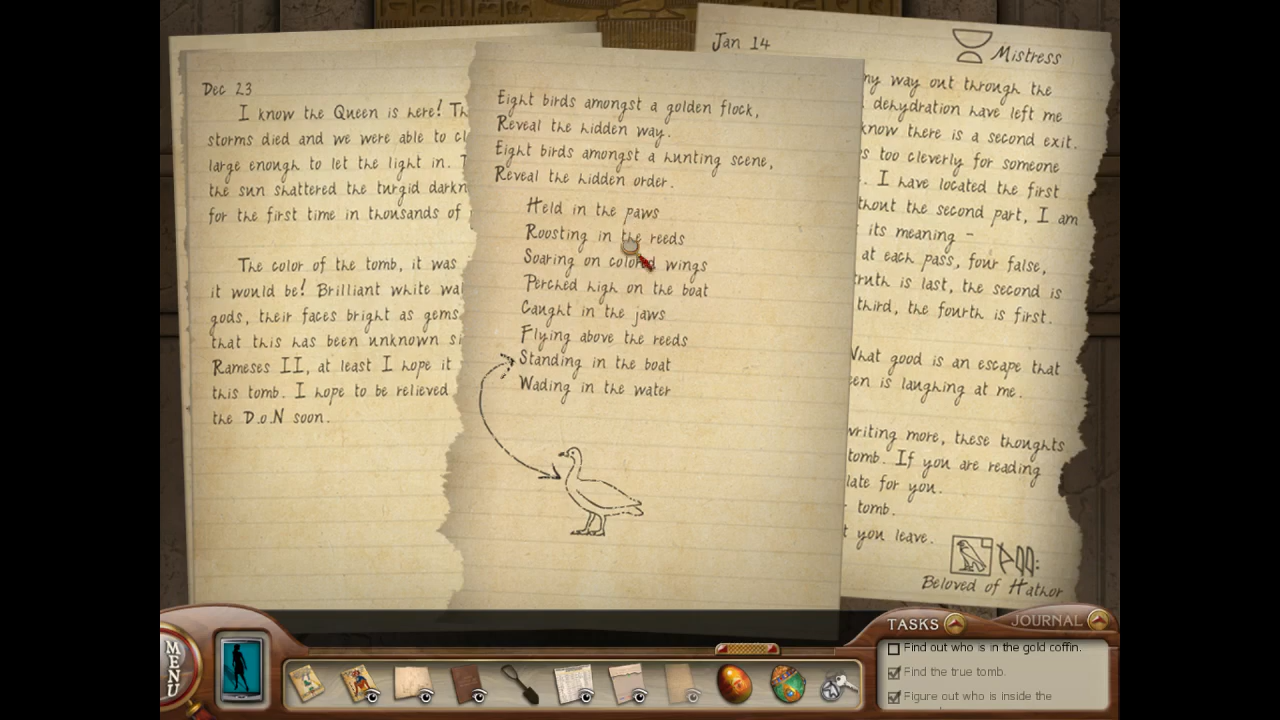 Dec 23
I know the Queen is here!
storms died and we were able to
large enough to let the light in.
the sun shattered the turgid
for the first time in thousands of
The color of the tomb, it was
it would be! Brilliant white
gods, their faces bright as gems
that this has been unknown
Rameses II, at least I hope it
this tomb. I hope to be relieved
the D.o.N soon.
Eight birds amongst a golden flock,
Reveal the hidden way.
Eight birds amongst a hunting scene,
Reveal the hidden order.
Held in the paws
Roosting in the reeds
Soaring on colored wings
Perched high on the boat
Caught in the jaws
Flying above the reeds
Standing in the boat
Wading in the water
Jan 14
Mistress
my way out through the
dehydration have left me
know there is a second exit.
too cleverly for someone
. I have located the first
the second part, I am
its meaning -
at each pass, four false,
truth is last, the second is
third, the fourth is first.
What good is an escape that
is laughing at me.
writing more, these thoughts
tomb. If you are reading
late for you.
tomb.
you leave.
Beloved of Hathor
MENU
TASKS
JOURNAL
Find out who is in the gold coffin.
Find the true tomb.
Figure out who is inside the